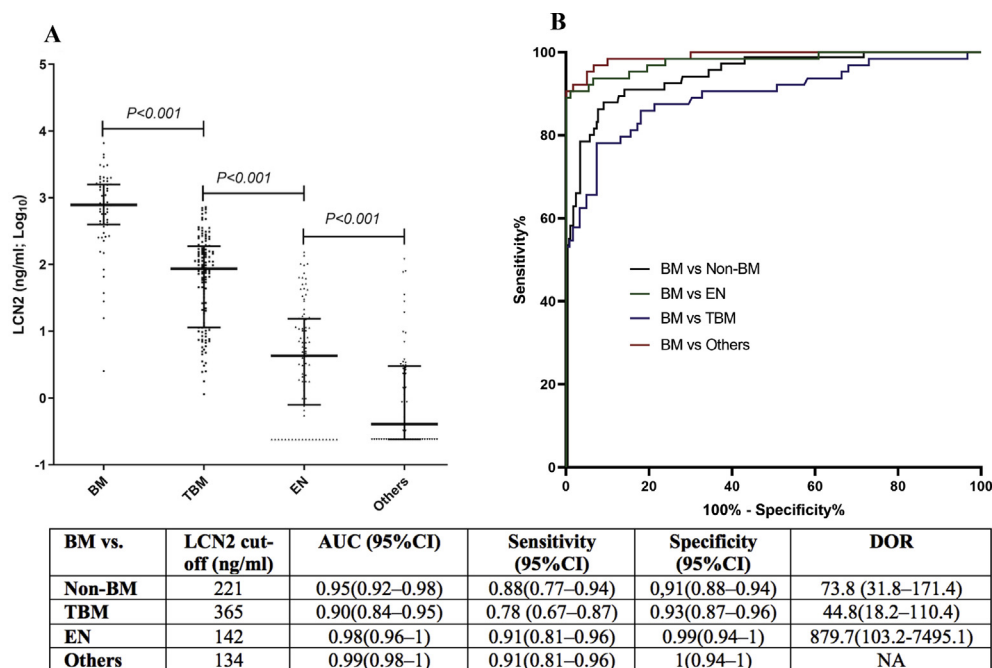 A
B
5
4
3
2
1
0
-1
LCN2 (ng/ml; Log10)
P<0.001
P<0.001
P<0.001
BM
TBM
EN
Others
100
80
60
40
20
0
Sensitivity%
BM vs Non-BM
BM vs EN
BM vs TBM
BM vs Others
0 20 40 60 80 100
100% - Specificity%
BM vs. LCN2 cut- AUC (95%CI) Sensitivity Specificity DOR
off (ng/ml) (95%CI) (95%CI)
Non-BM 221 0.95(0.92–0.98) 0.88(0.77–0.94) 0,91(0.88–0.94) 73.8 (31.8–171.4)
TBM 365 0.90(0.84–0.95) 0.78 (0.67–0.87) 0.93(0.87–0.96) 44.8(18.2–110.4)
EN 142 0.98(0.96–1) 0.91(0.81–0.96) 0.99(0.94–1) 879.7(103.2-7495.1)
Others 134 0.99(0.98–1) 0.91(0.81–0.96) 1(0.94–1) NA